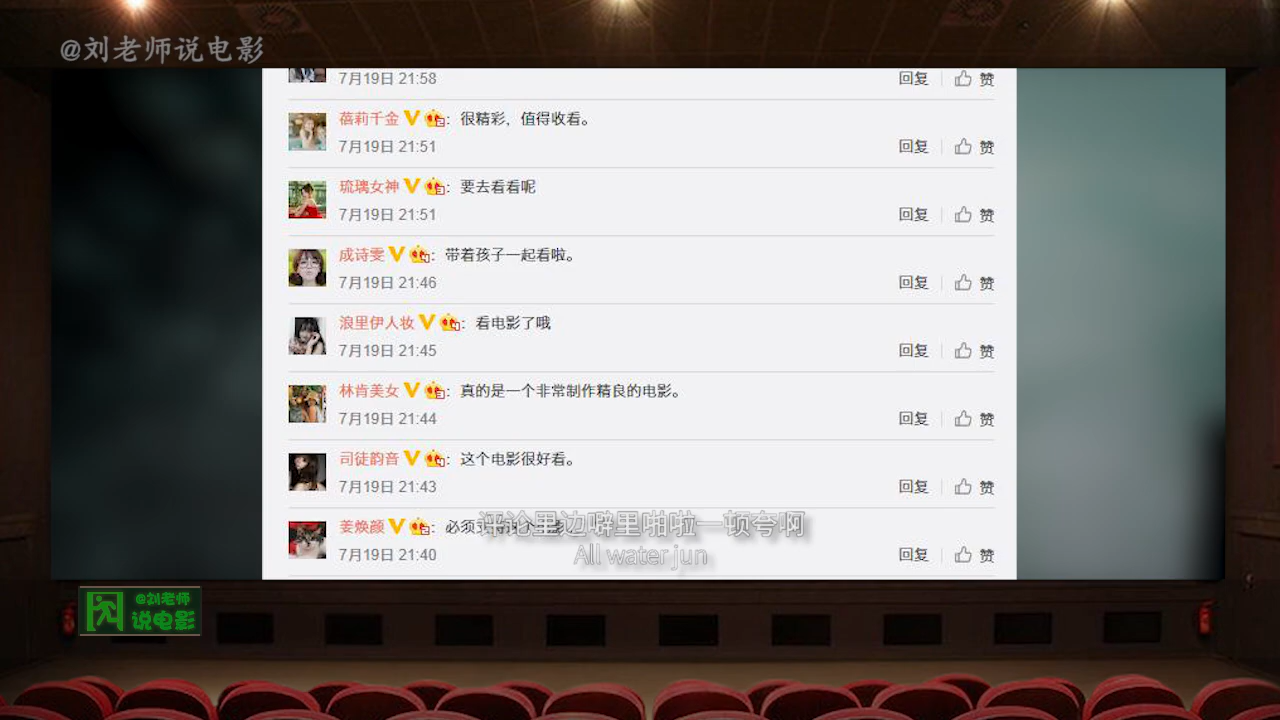 @刘老师说电影
7月19日 21:58 回复 赞
蓓莉千金: 很精彩，值得收看。
7月19日 21:51 回复 赞
琉璃女神: 要去看看呢
7月19日 21:51 回复 赞
成诗雯: 带着孩子一起看啦。
7月19日 21:46 回复 赞
浪里伊人妆: 看电影了哦
7月19日 21:45 回复 赞
林肯美女: 真的是一个非常制作精良的电影。
7月19日 21:44 回复 赞
司徒韵音: 这个电影很好看。
7月19日 21:43 回复 赞
姜焕颜: 必须
评论里边噼里啪啦一顿夸啊
All water jun
7月19日 21:40 回复 赞
@刘老师
说电影